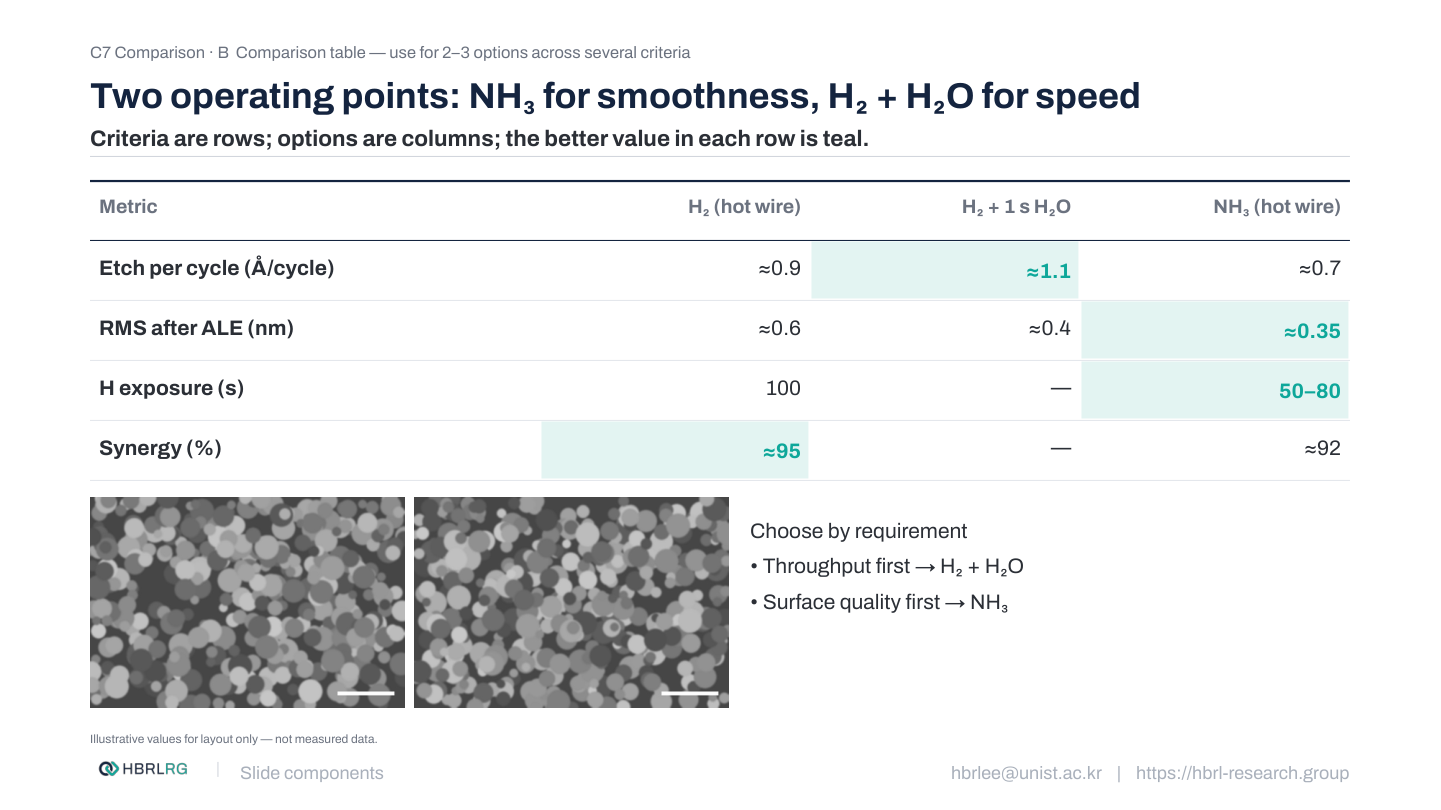 C7 Comparison · B Comparison table — use for 2–3 options across several criteria
Two operating points: NH₃ for smoothness, H₂ + H₂O for speed
Criteria are rows; options are columns; the better value in each row is teal.
Metric H₂ (hot wire) H₂ + 1 s H₂O NH₃ (hot wire)
Etch per cycle (Å/cycle) ≈0.9 ≈1.1 ≈0.7
RMS after ALE (nm) ≈0.6 ≈0.4 ≈0.35
H exposure (s) 100 — 50–80
Synergy (%) ≈95 — ≈92
Choose by requirement
• Throughput first → H₂ + H₂O
• Surface quality first → NH₃
Illustrative values for layout only — not measured data.
HBRLRG | Slide components hbrlee@unist.ac.kr | https://hbrl-research.group